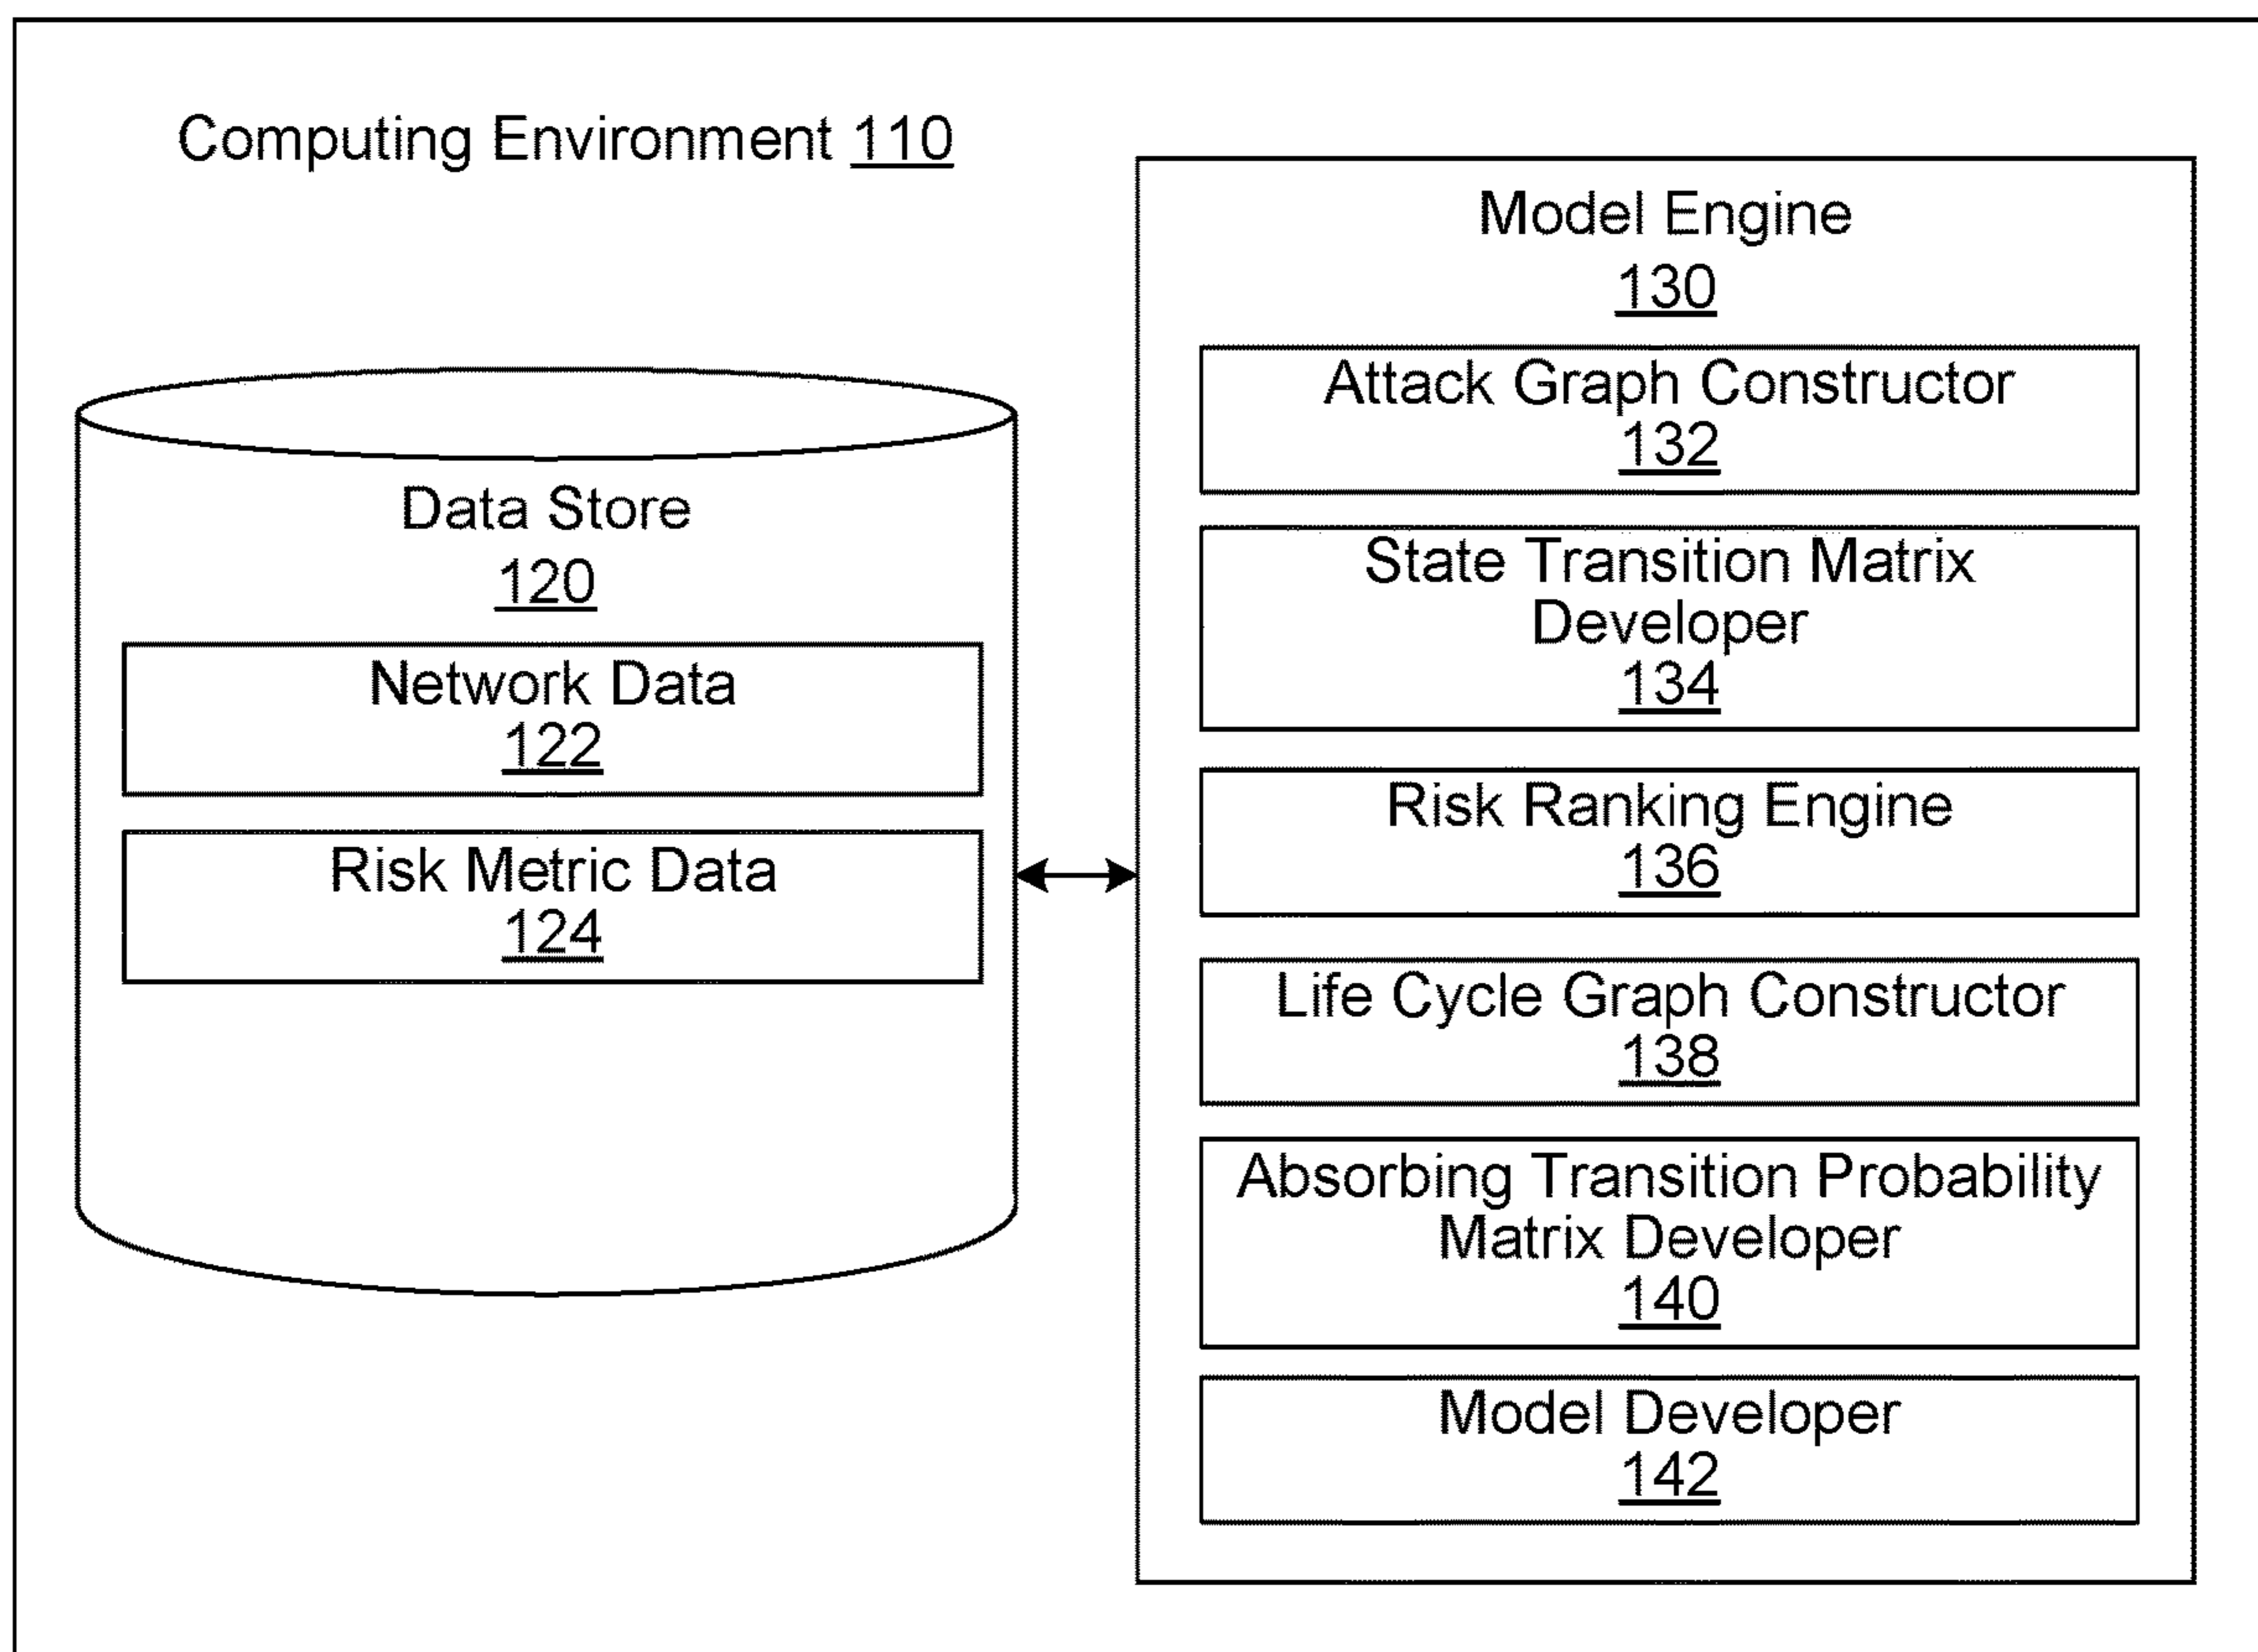 Computing Environment 110
Data Store
120
Network Data
122
Risk Metric Data
124
Model Engine
130
Attack Graph Constructor
132
State Transition Matrix
Developer
134
Risk Ranking Engine
136
Life Cycle Graph Constructor
138
Absorbing Transition Probability
Matrix Developer
140
Model Developer
142